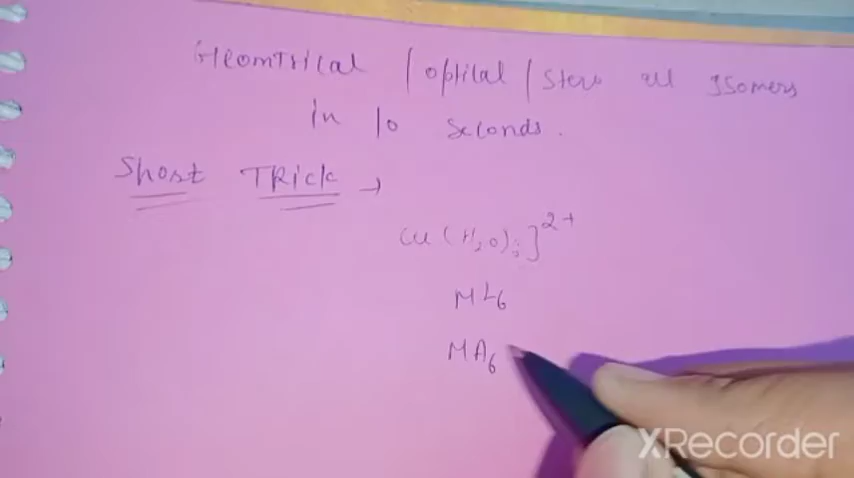 Geomtrical / optical / Stereo all Isomers
in 10 seconds.
Short TRick →
Cu(H₂O)₆]²⁺
ML₆
MA₆
XRecorder